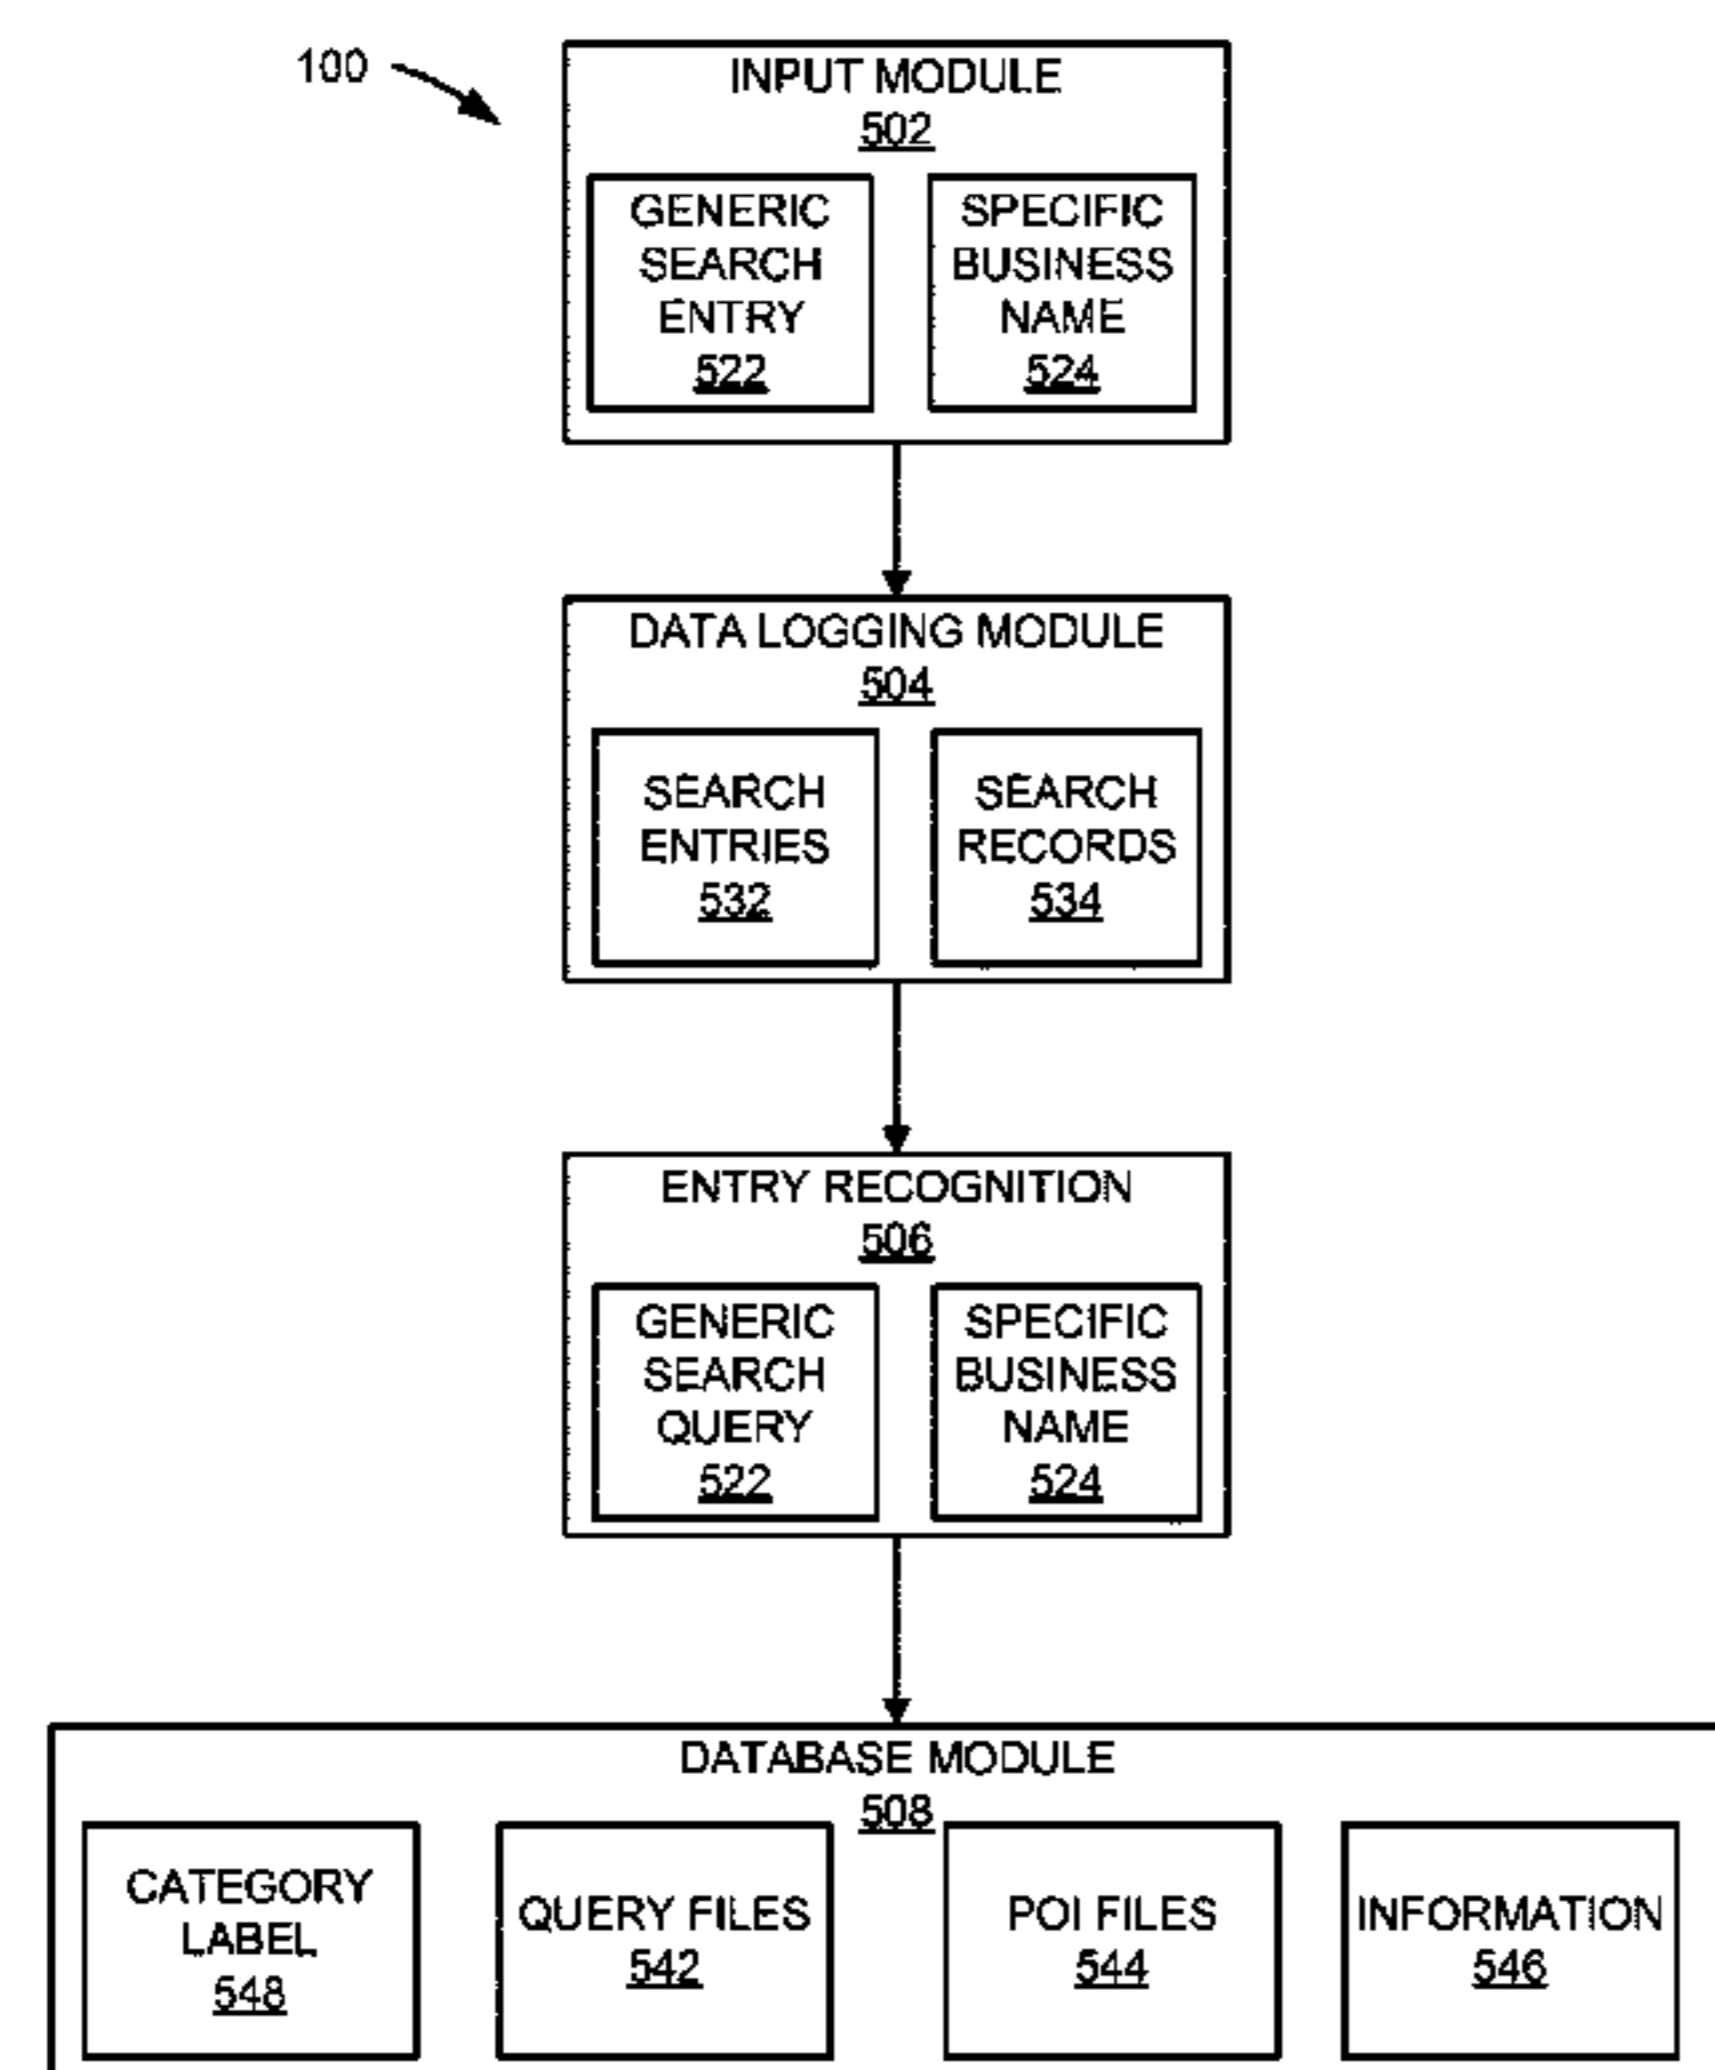 100
INPUT MODULE
502
GENERIC
SEARCH
ENTRY
522
SPECIFIC
BUSINESS
NAME
524
DATA LOGGING MODULE
504
SEARCH
ENTRIES
532
SEARCH
RECORDS
534
ENTRY RECOGNITION
506
GENERIC
SEARCH
QUERY
522
SPECIFIC
BUSINESS
NAME
524
DATABASE MODULE
508
CATEGORY
LABEL
548
QUERY FILES
542
POI FILES
544
INFORMATION
546